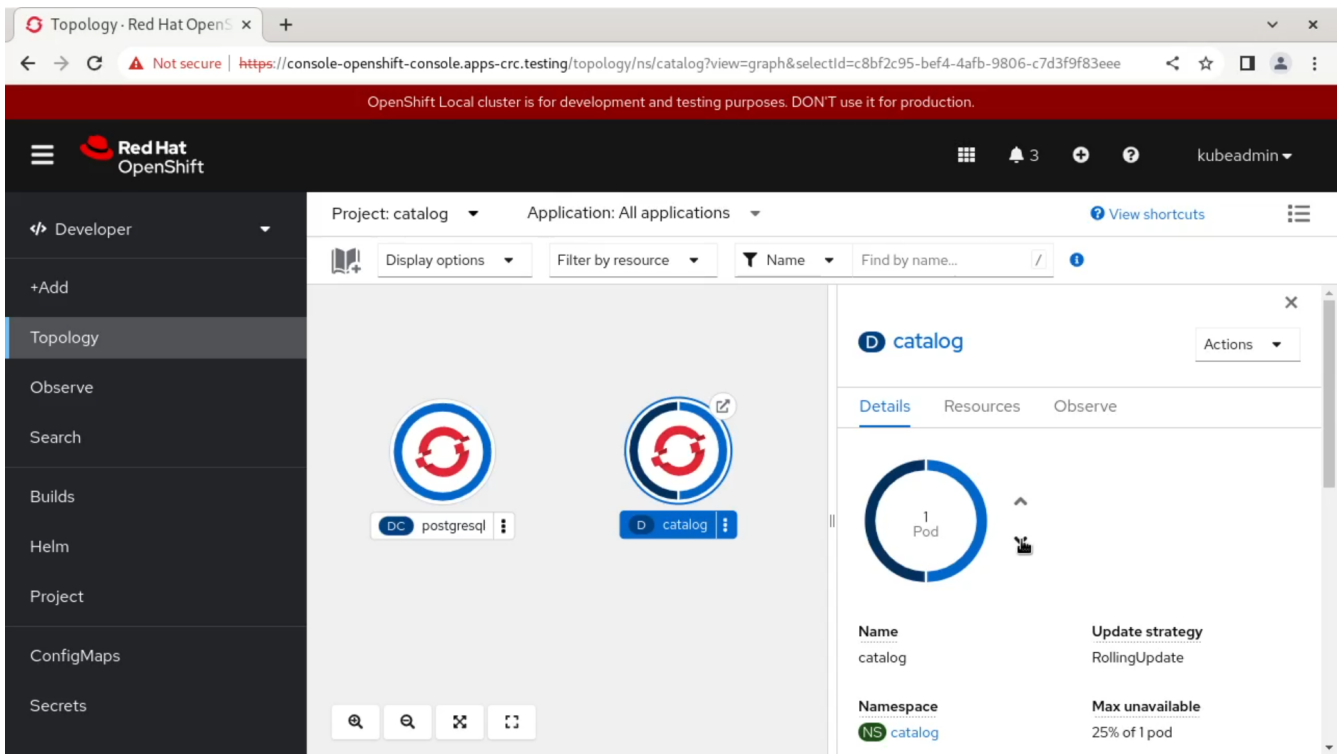 Topology · Red Hat OpenS
Not secure | https://console-openshift-console.apps-crc.testing/topology/ns/catalog?view=graph&selectId=c8bf2c95-bef4-4afb-9806-c7d3f9f83eee
OpenShift Local cluster is for development and testing purposes. DON'T use it for production.
Red Hat
OpenShift
3
kubeadmin
Developer
+Add
Topology
Observe
Search
Builds
Helm
Project
ConfigMaps
Secrets
Project: catalog
Application: All applications
View shortcuts
Display options
Filter by resource
Name
Find by name...
/
DC postgresql
D catalog
D catalog
Actions
Details
Resources
Observe
1
Pod
Name
catalog
Update strategy
RollingUpdate
Namespace
NS catalog
Max unavailable
25% of 1 pod